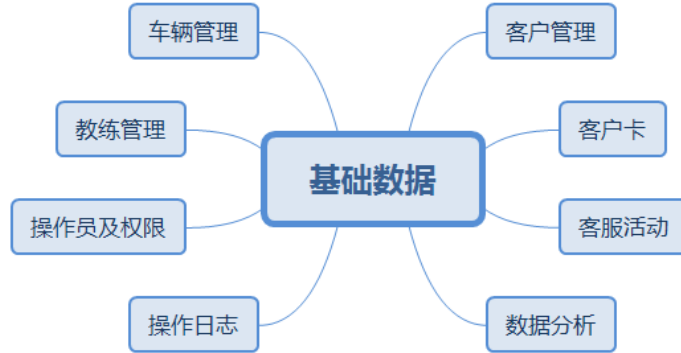 车辆管理
客户管理
教练管理
客户卡
基础数据
操作员及权限
客服活动
操作日志
数据分析